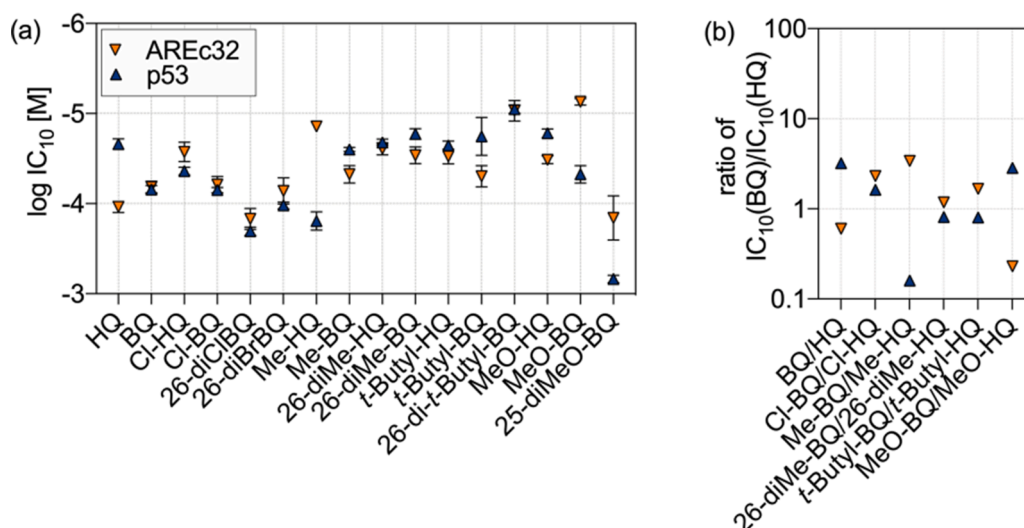 (a)
-6
-5
-4
-3
log IC10 [M]
AREc32
p53
HQ
BQ
Cl-HQ
Cl-BQ
26-diClBQ
26-diBrBQ
Me-HQ
Me-BQ
26-diMe-HQ
26-diMe-BQ
t-Butyl-HQ
t-Butyl-BQ
26-di-t-Butyl-BQ
MeO-HQ
MeO-BQ
25-diMeO-BQ
(b)
100
10
1
0.1
ratio of
IC10(BQ)/IC10(HQ)
BQ/HQ
Cl-BQ/Cl-HQ
Me-BQ/Me-HQ
26-diMe-BQ/26-diMe-HQ
t-Butyl-BQ/t-Butyl-HQ
MeO-BQ/MeO-HQ